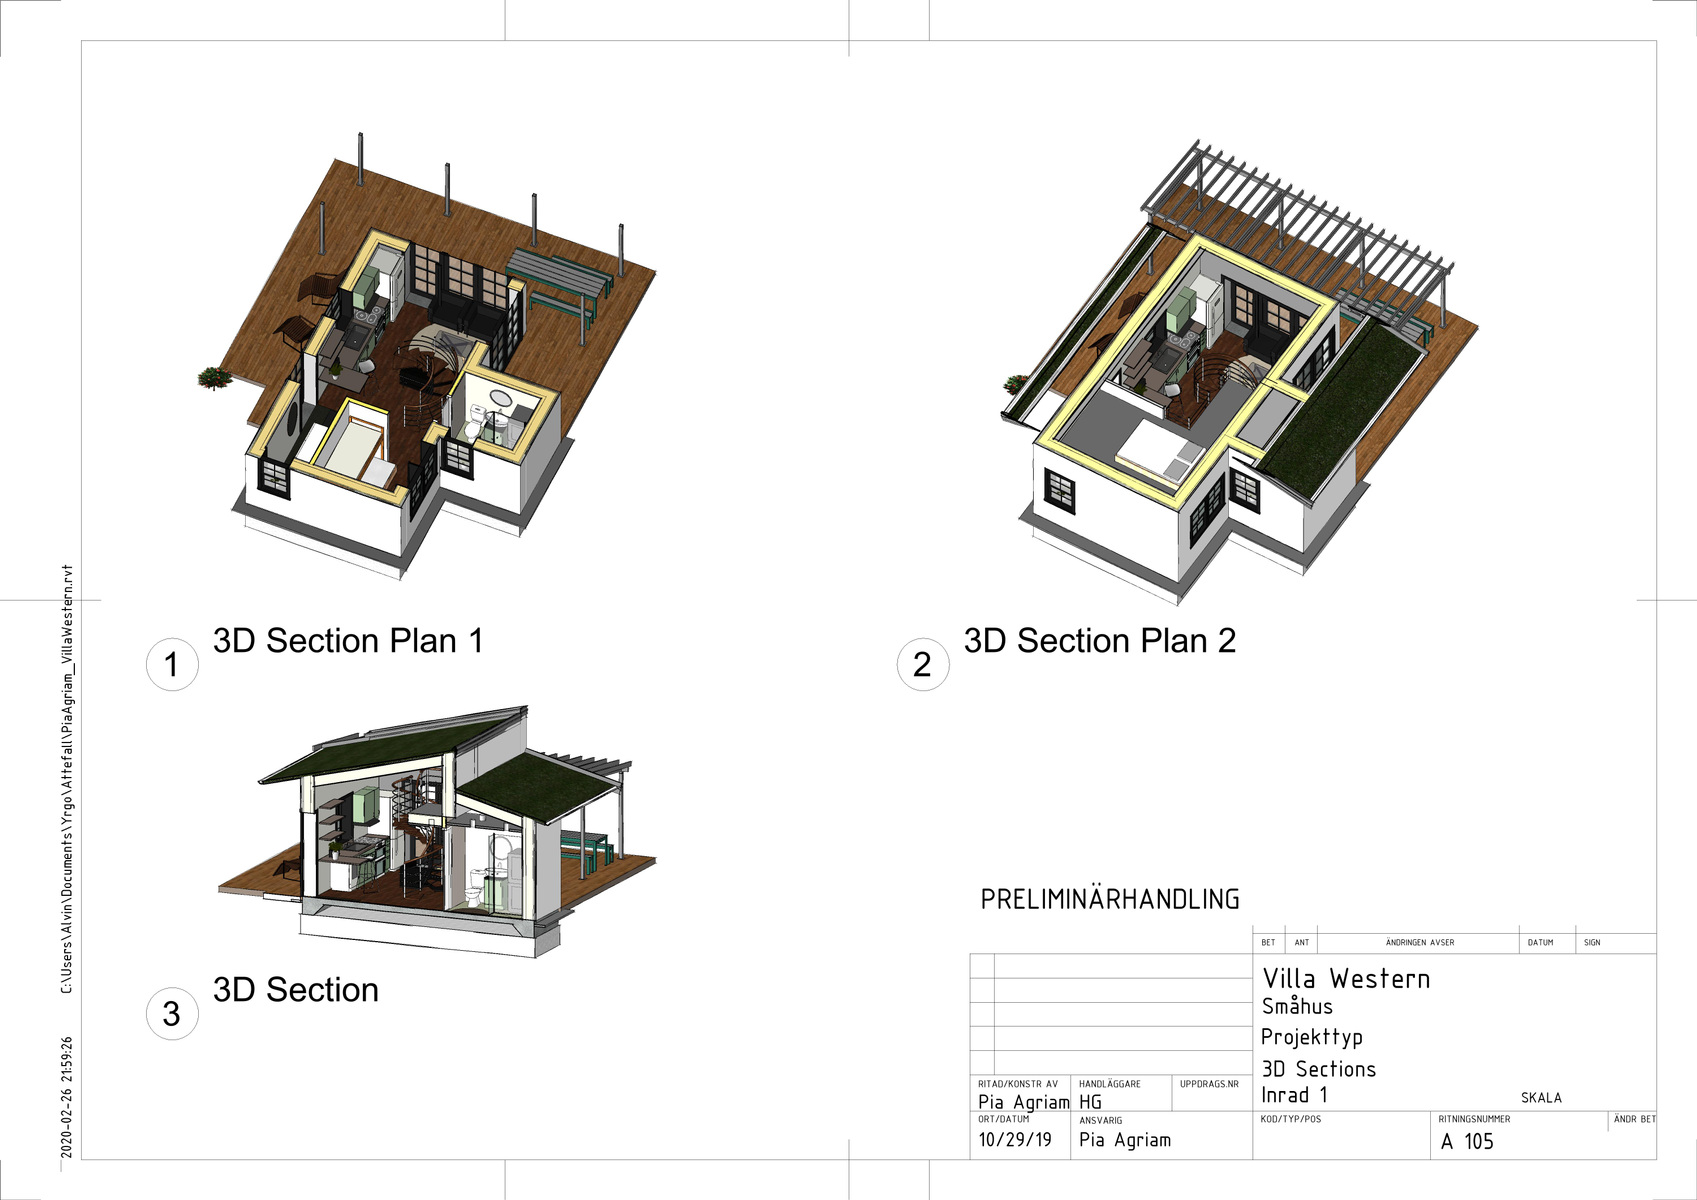 3D Section Plan 1
1
3D Section Plan 2
2
3D Section
3
C:\Users\Alvin\Documents\Yrgo\Attefall\PiaAgriam_VillaWestern.rvt
2020-02-26 21:59:26
PRELIMINÄRHANDLING
BET ANT ÄNDRINGEN AVSER DATUM SIGN
Villa Western
Småhus
Projekttyp
3D Sections
Inrad 1
SKALA
RITAD/KONSTR AV HANDLÄGGARE UPPDRAGS.NR
Pia Agriam HG
ORT/DATUM ANSVARIG KOD/TYP/POS RITNINGSNUMMER ÄNDR BET
10/29/19 Pia Agriam A 105